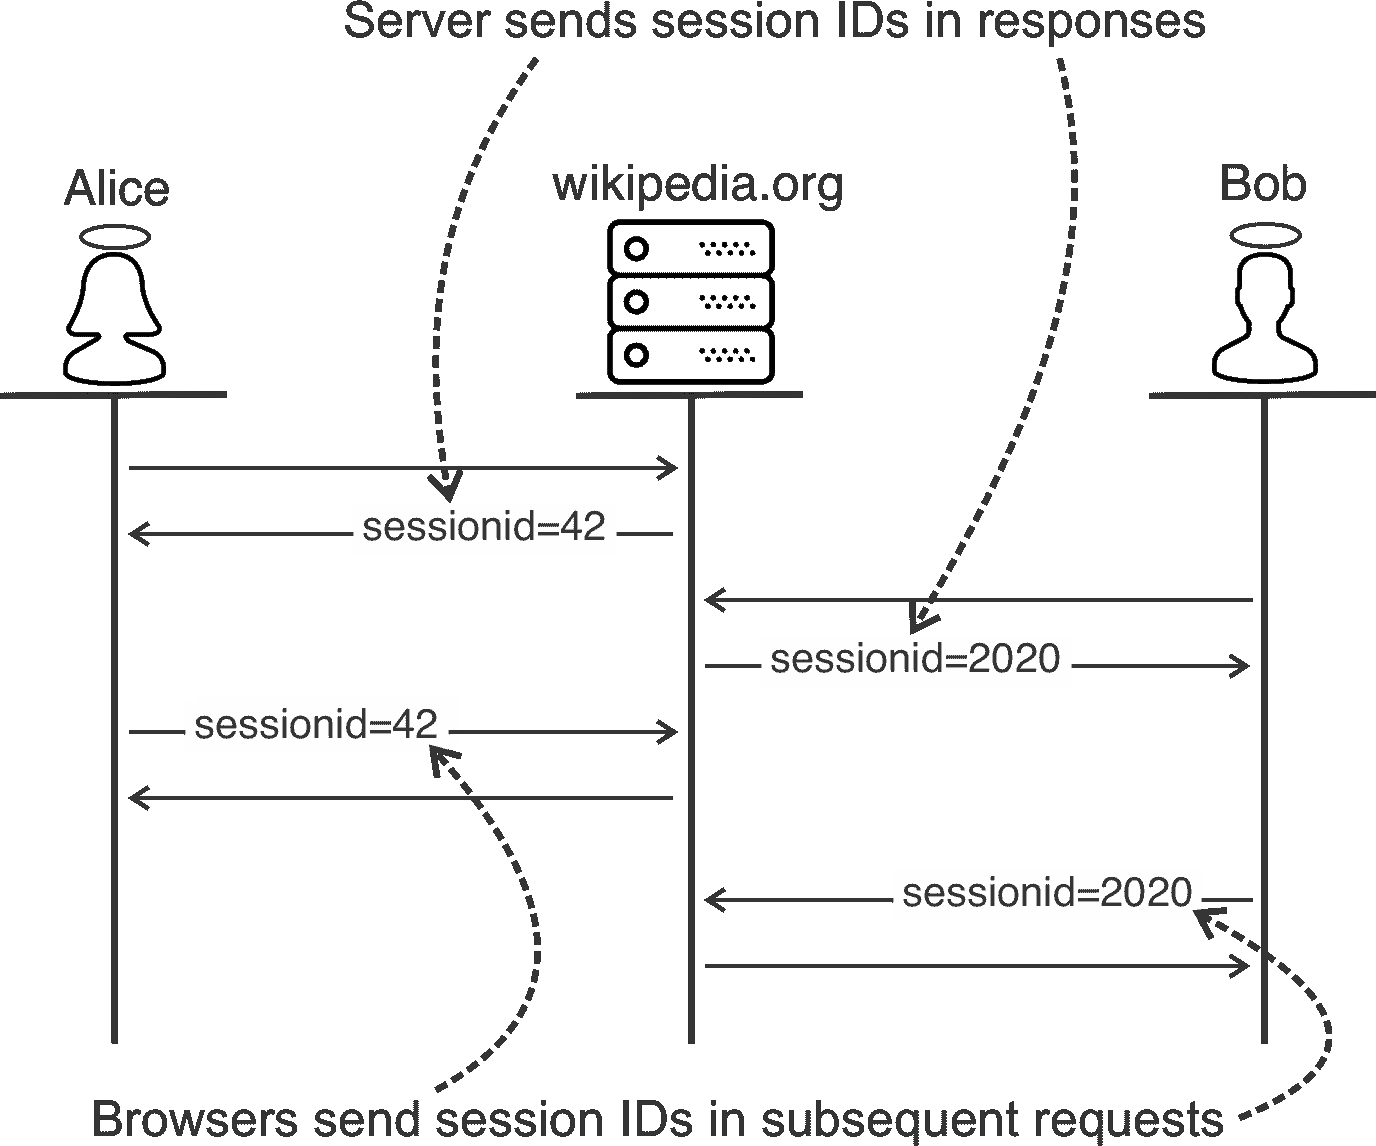 Server sends session IDs in responses
Alice
wikipedia.org
Bob
sessionid=42
sessionid=2020
sessionid=42
sessionid=2020
Browsers send session IDs in subsequent requests